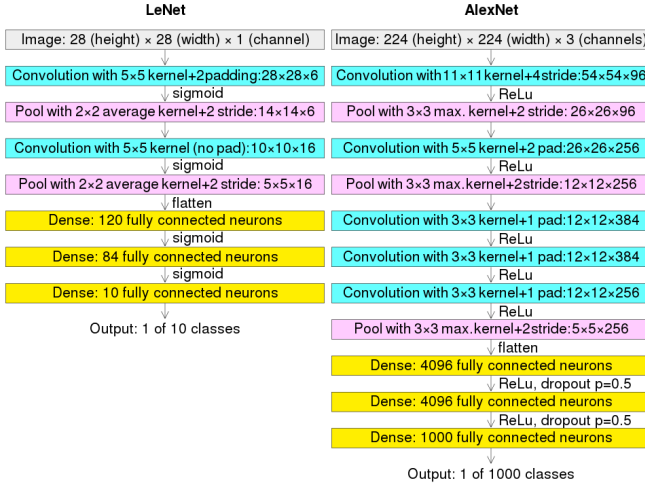 LeNet
Image: 28 (height) × 28 (width) × 1 (channel)
Convolution with 5×5 kernel+2padding:28×28×6
sigmoid
Pool with 2×2 average kernel+2 stride:14×14×6
Convolution with 5×5 kernel (no pad):10×10×16
sigmoid
Pool with 2×2 average kernel+2 stride: 5×5×16
flatten
Dense: 120 fully connected neurons
sigmoid
Dense: 84 fully connected neurons
sigmoid
Dense: 10 fully connected neurons
Output: 1 of 10 classes
AlexNet
Image: 224 (height) × 224 (width) × 3 (channels)
Convolution with11×11kernel+4stride:54×54×96
ReLu
Pool with 3×3 max. kernel+2 stride: 26×26×96
Convolution with 5×5 kernel+2 pad:26×26×256
ReLu
Pool with 3×3 max.kernel+2stride:12×12×256
Convolution with 3×3 kernel+1 pad:12×12×384
ReLu
Convolution with 3×3 kernel+1 pad:12×12×384
ReLu
Convolution with 3×3 kernel+1 pad:12×12×256
ReLu
Pool with 3×3 max.kernel+2stride:5×5×256
flatten
Dense: 4096 fully connected neurons
ReLu, dropout p=0.5
Dense: 4096 fully connected neurons
ReLu, dropout p=0.5
Dense: 1000 fully connected neurons
Output: 1 of 1000 classes